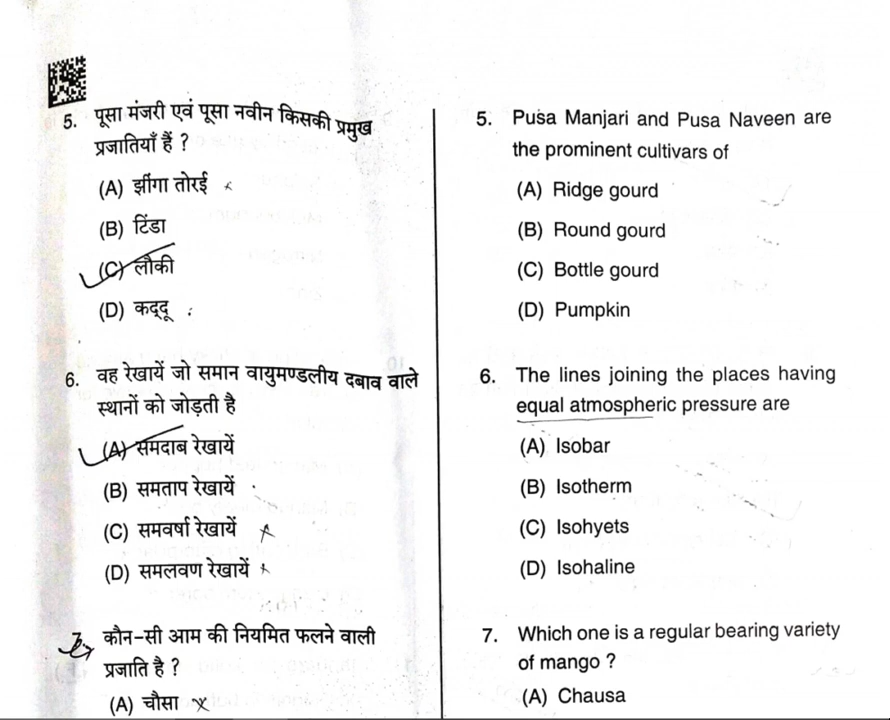 5. पूसा मंजरी एवं पूसा नवीन किसकी प्रमुख
प्रजातियाँ हैं ?
(A) झींगा तोरई
(B) टिंडा
(C) लौकी
(D) कद्दू
6. वह रेखायें जो समान वायुमण्डलीय दबाव वाले
स्थानों को जोड़ती है
(A) समदाब रेखायें
(B) समताप रेखायें
(C) समवर्षा रेखायें
(D) समलवण रेखायें
7. कौन-सी आम की नियमित फलने वाली
प्रजाति है ?
(A) चौसा
5. Pusa Manjari and Pusa Naveen are
the prominent cultivars of
(A) Ridge gourd
(B) Round gourd
(C) Bottle gourd
(D) Pumpkin
6. The lines joining the places having
equal atmospheric pressure are
(A) Isobar
(B) Isotherm
(C) Isohyets
(D) Isohaline
7. Which one is a regular bearing variety
of mango ?
(A) Chausa